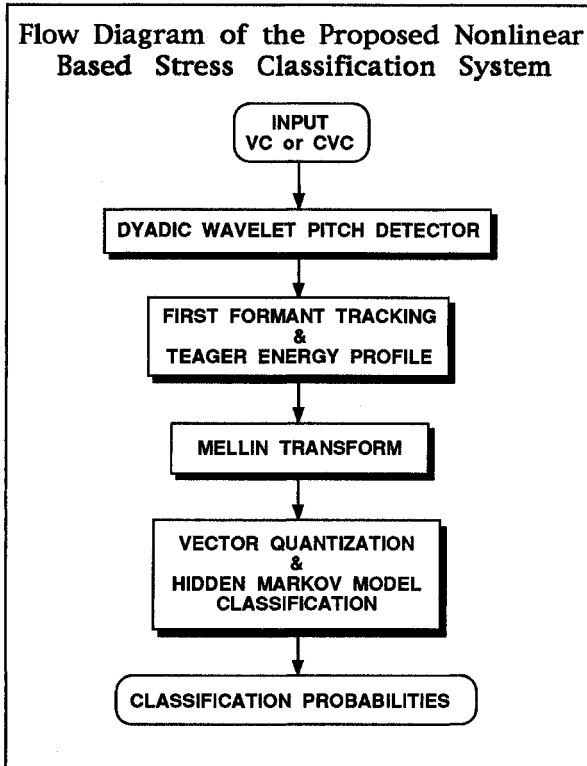 Flow Diagram of the Proposed Nonlinear
Based Stress Classification System
INPUT
VC or CVC
DYADIC WAVELET PITCH DETECTOR
FIRST FORMANT TRACKING
&
TEAGER ENERGY PROFILE
MELLIN TRANSFORM
VECTOR QUANTIZATION
&
HIDDEN MARKOV MODEL
CLASSIFICATION
CLASSIFICATION PROBABILITIES